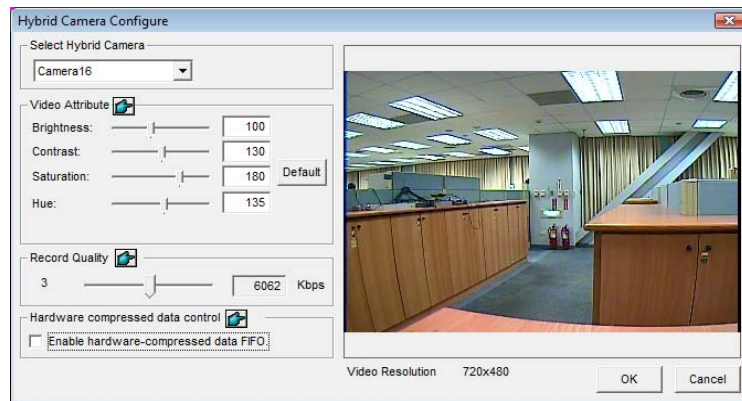 Hybrid Camera Configure
Select Hybrid Camera
Camera16
Video Attribute
Brightness: 100
Contrast: 130
Saturation: 180
Default
Hue: 135
Record Quality
3 6062 Kbps
Hardware compressed data control
Enable hardware-compressed data FIFO.
Video Resolution 720x480
OK Cancel